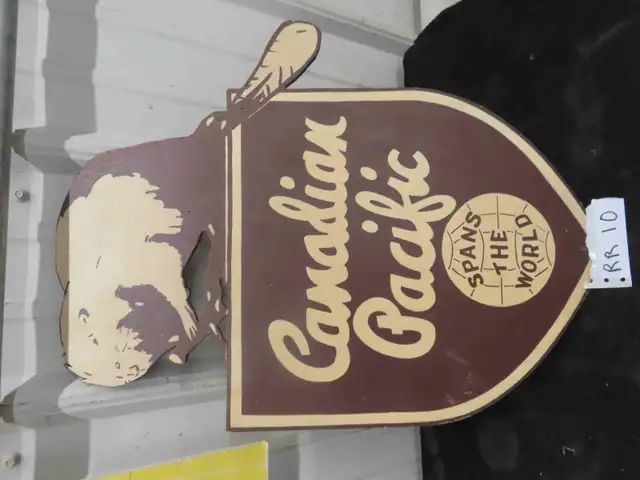 Canadian
Pacific
SPANS
THE
WORLD
RR 10